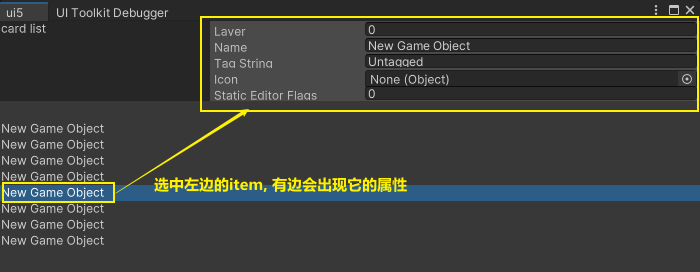 ui5
UI Toolkit Debugger
card list
Layer
0
Name
New Game Object
Tag String
Untagged
Icon
None (Object)
Static Editor Flags
0
New Game Object
New Game Object
New Game Object
New Game Object
New Game Object
选中左边的item, 有边会出现它的属性
New Game Object
New Game Object
New Game Object